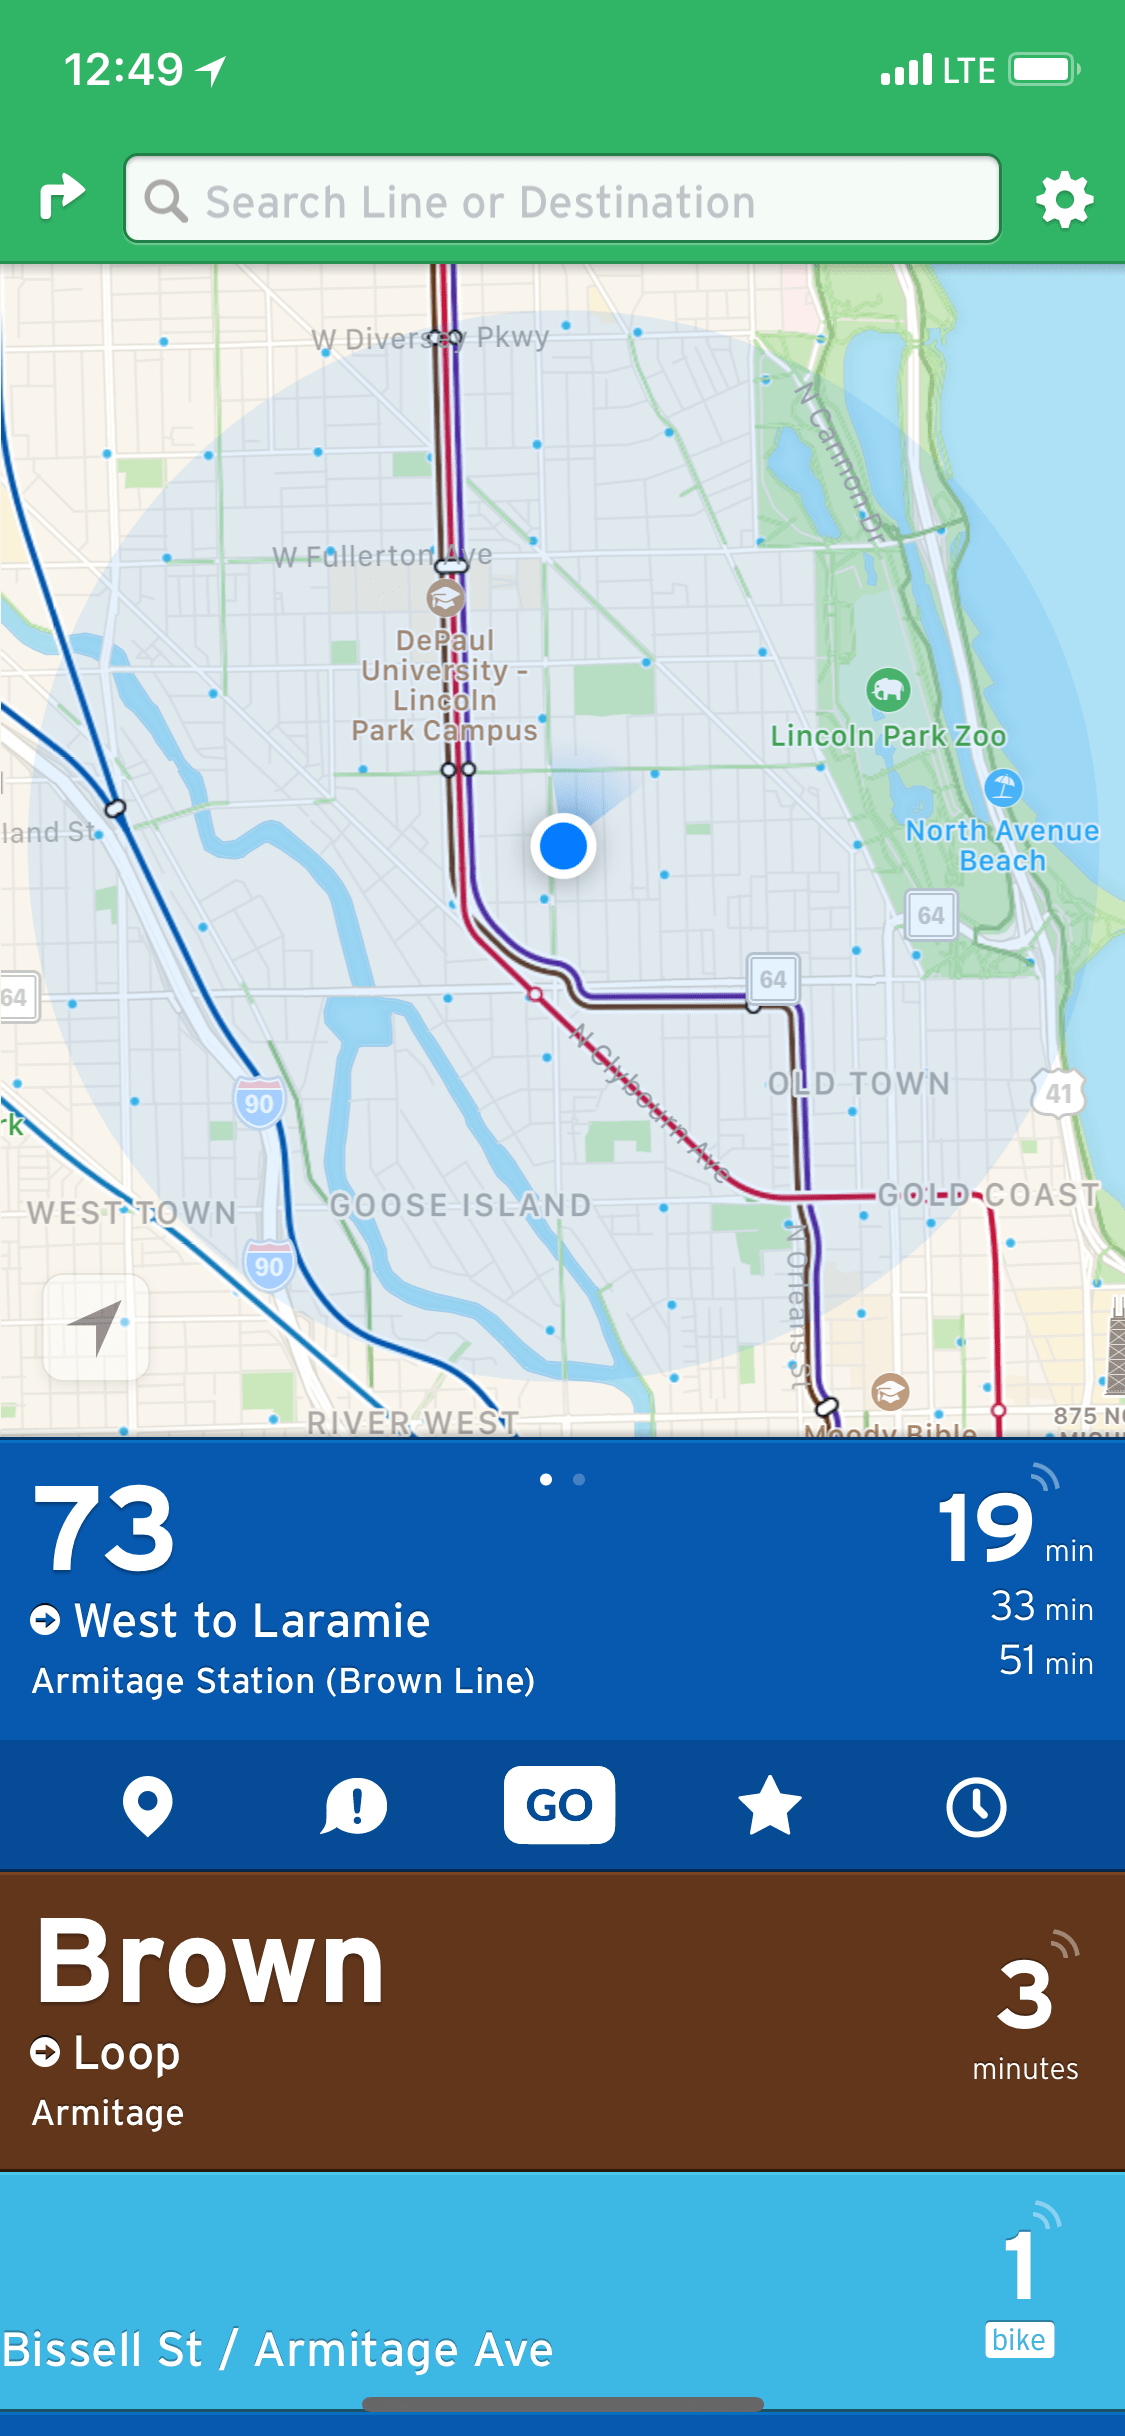 12:49
LTE
Search Line or Destination
W Diversey Pkwy
N Cannon Dr
W Fullerton Ave
DePaul
University -
Lincoln
Park Campus
Lincoln Park Zoo
North Avenue
Beach
land St
64
64
64
N Clybourn Ave
OLD TOWN
41
90
rk
WEST TOWN
GOOSE ISLAND
GOLD COAST
90
N Orleans St
RIVER WEST
Moody Bible
875 NO
73
19 min
West to Laramie
33 min
Armitage Station (Brown Line)
51 min
GO
Brown
3
Loop
minutes
Armitage
1
Bissell St / Armitage Ave
bike